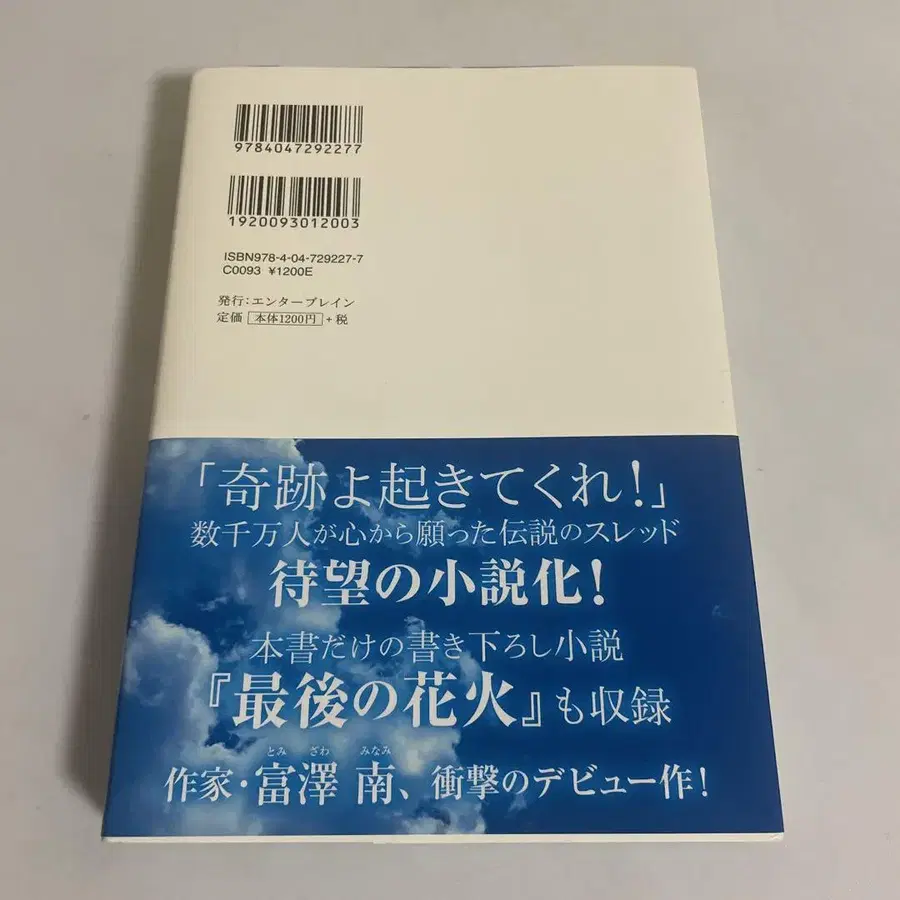 9784047292277
1920093012003
ISBN978-4-04-729227-7
C0093 ¥1200E
発行:エンターブレイン
定価 本体1200円 +税
「奇跡よ起きてくれ!」
数千万人が心から願った伝説のスレッド
待望の小説化!
本書だけの書き下ろし小説
『最後の花火』も収録
とみ ざわ みなみ
作家・富澤 南、衝撃のデビュー作!